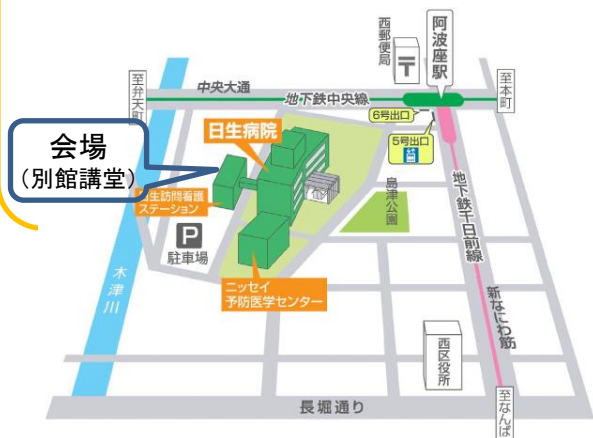 西郵便局
〒
阿波座駅
至弁天町
中央大通
地下鉄中央線
至本町
6号出口
5号出口
日生病院
会場
(別館講堂)
生訪問看護
ステーション
P
駐車場
島津公園
地下鉄千日前線
木津川
ニッセイ
予防医学センター
新なにわ筋
西区役所
長堀通り
至なんば